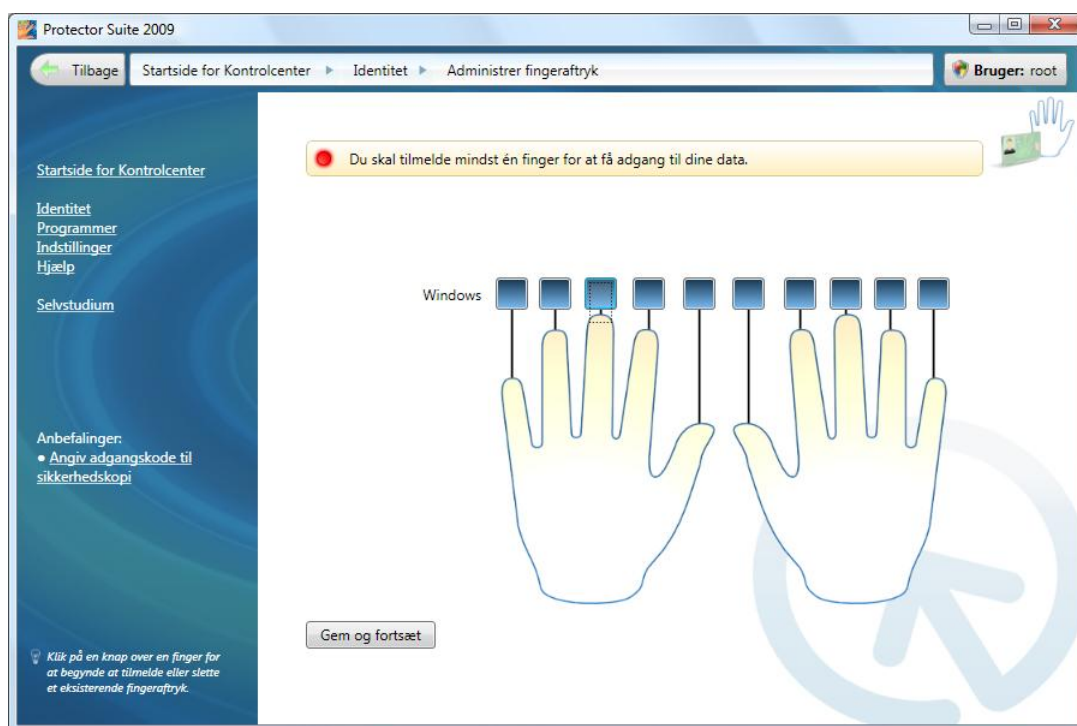 Protector Suite 2009
Tilbage
Startside for Kontrolcenter
Identitet
Administrer fingeraftryk
Bruger: root
Startside for Kontrolcenter
Identitet
Programmer
Indstillinger
Hjælp
Selvstudium
Anbefalinger:
● Angiv adgangskode til
sikkerhedskopi
Klik på en knap over en finger for
at begynde at tilmelde eller slette
et eksisterende fingeraftryk.
Du skal tilmelde mindst én finger for at få adgang til dine data.
Windows
Gem og fortsæt